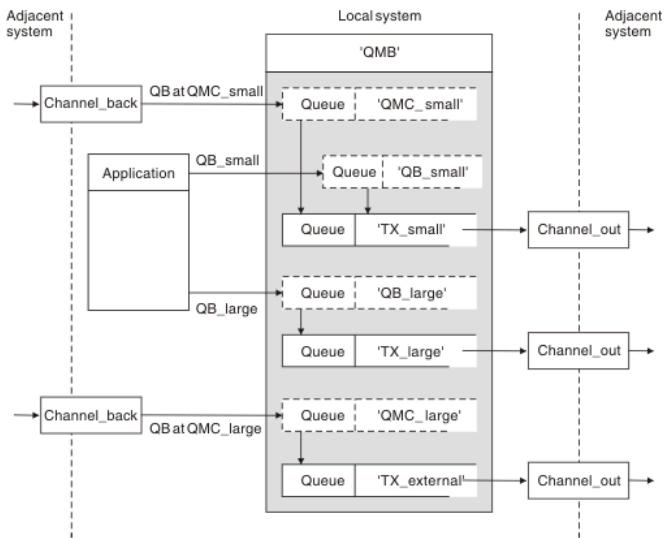 Adjacent
system
Local system
Adjacent
system
'QMB'
Channel_back
QB at QMC_small
Queue
'QMC_small'
Application
QB_small
Queue
'QB_small'
Queue
'TX_small'
Channel_out
QB_large
Queue
'QB_large'
Queue
'TX_large'
Channel_out
Channel_back
QB at QMC_large
Queue
'QMC_large'
Queue
'TX_external'
Channel_out